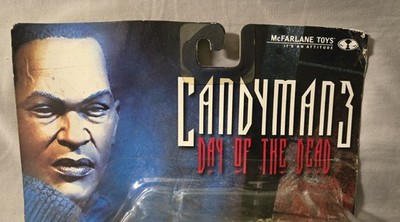 McFARLANE TOYS
IT'S AN ATTITUDE
CANDYMAN3
DAY OF THE DEAD